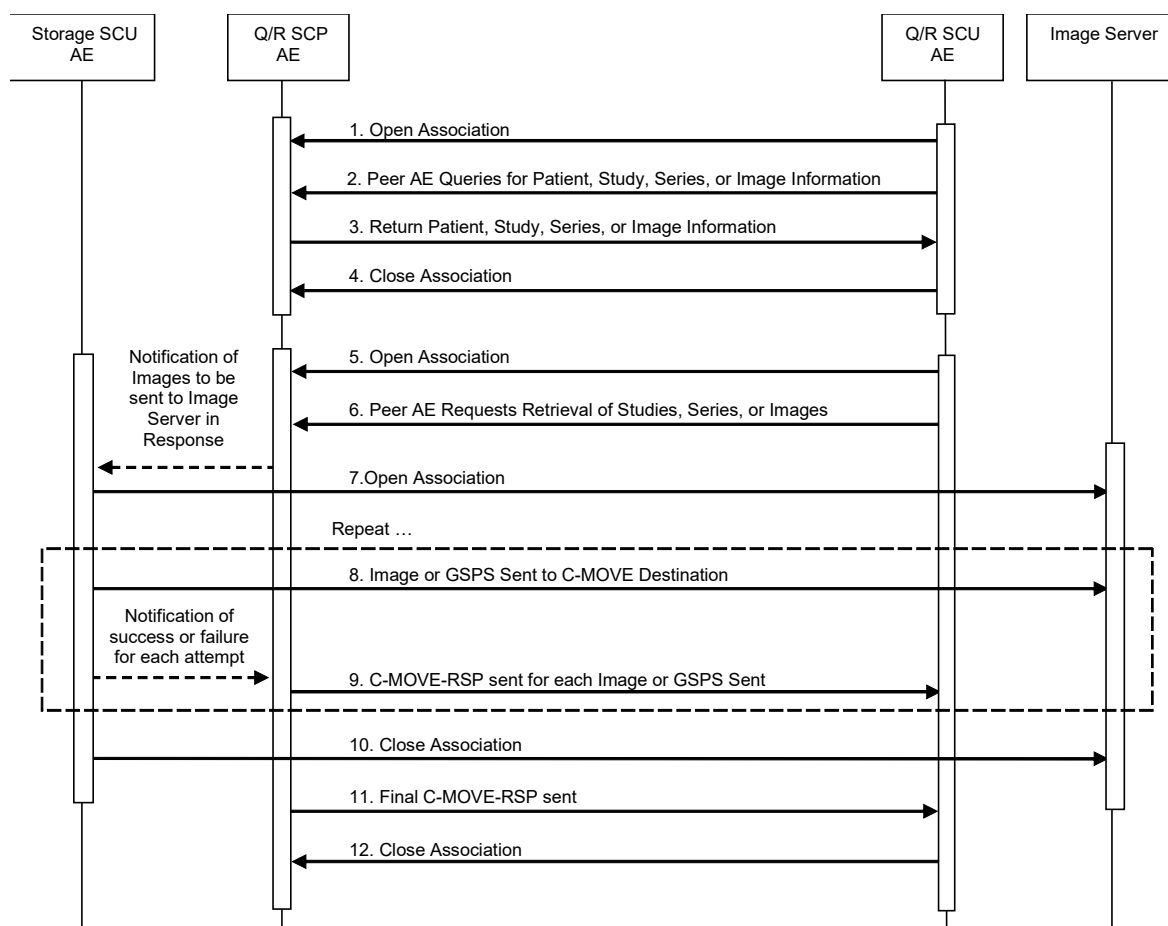 Storage SCU
AE
Q/R SCP
AE
Q/R SCU
AE
Image Server
1. Open Association
2. Peer AE Queries for Patient, Study, Series, or Image Information
3. Return Patient, Study, Series, or Image Information
4. Close Association
Notification of
Images to be
sent to Image
Server in
Response
5. Open Association
6. Peer AE Requests Retrieval of Studies, Series, or Images
7.Open Association
Repeat …
8. Image or GSPS Sent to C-MOVE Destination
Notification of
success or failure
for each attempt
9. C-MOVE-RSP sent for each Image or GSPS Sent
10. Close Association
11. Final C-MOVE-RSP sent
12. Close Association